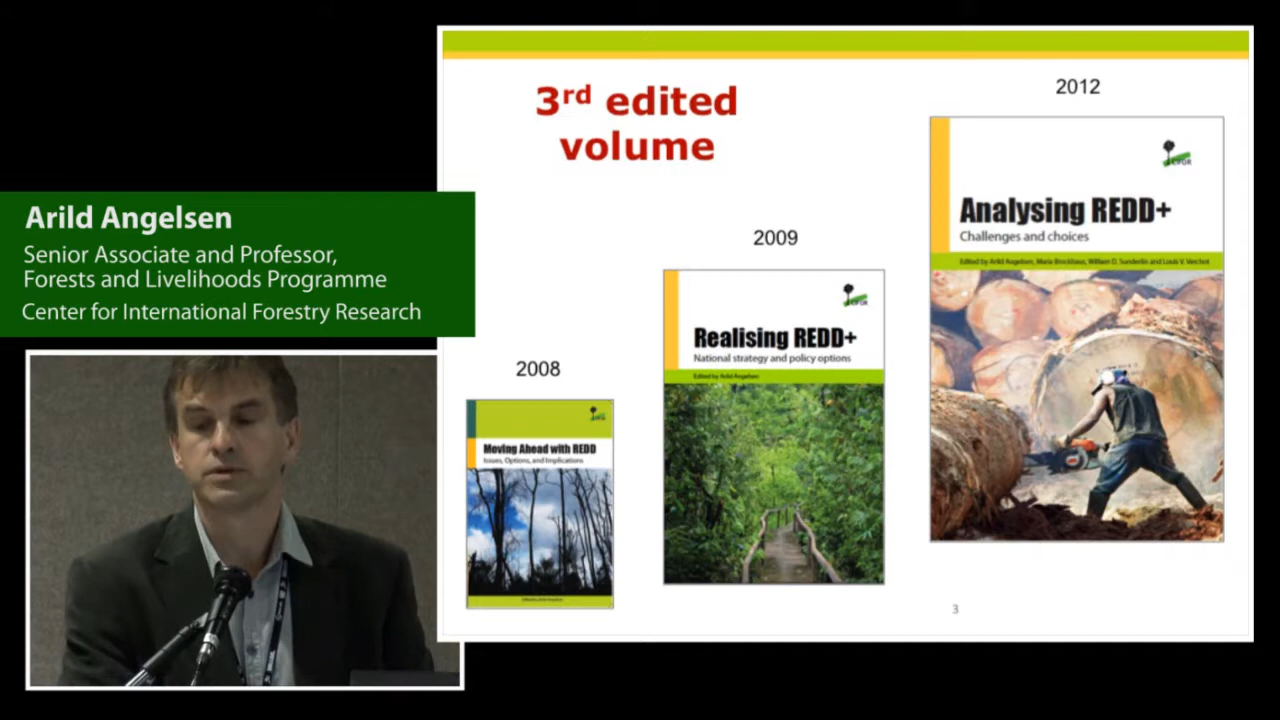 3rd edited
volume
2012
CIFOR
Analysing REDD+
Challenges and choices
Edited by Arild Angelsen, Maria Brockhaus, William D. Sunderlin and Louis V. Verchot
2009
CIFOR
Realising REDD+
National strategy and policy options
Edited by Arild Angelsen
2008
Moving Ahead with REDD
Issues, Options, and Implications
3
Arild Angelsen
Senior Associate and Professor,
Forests and Livelihoods Programme
Center for International Forestry Research